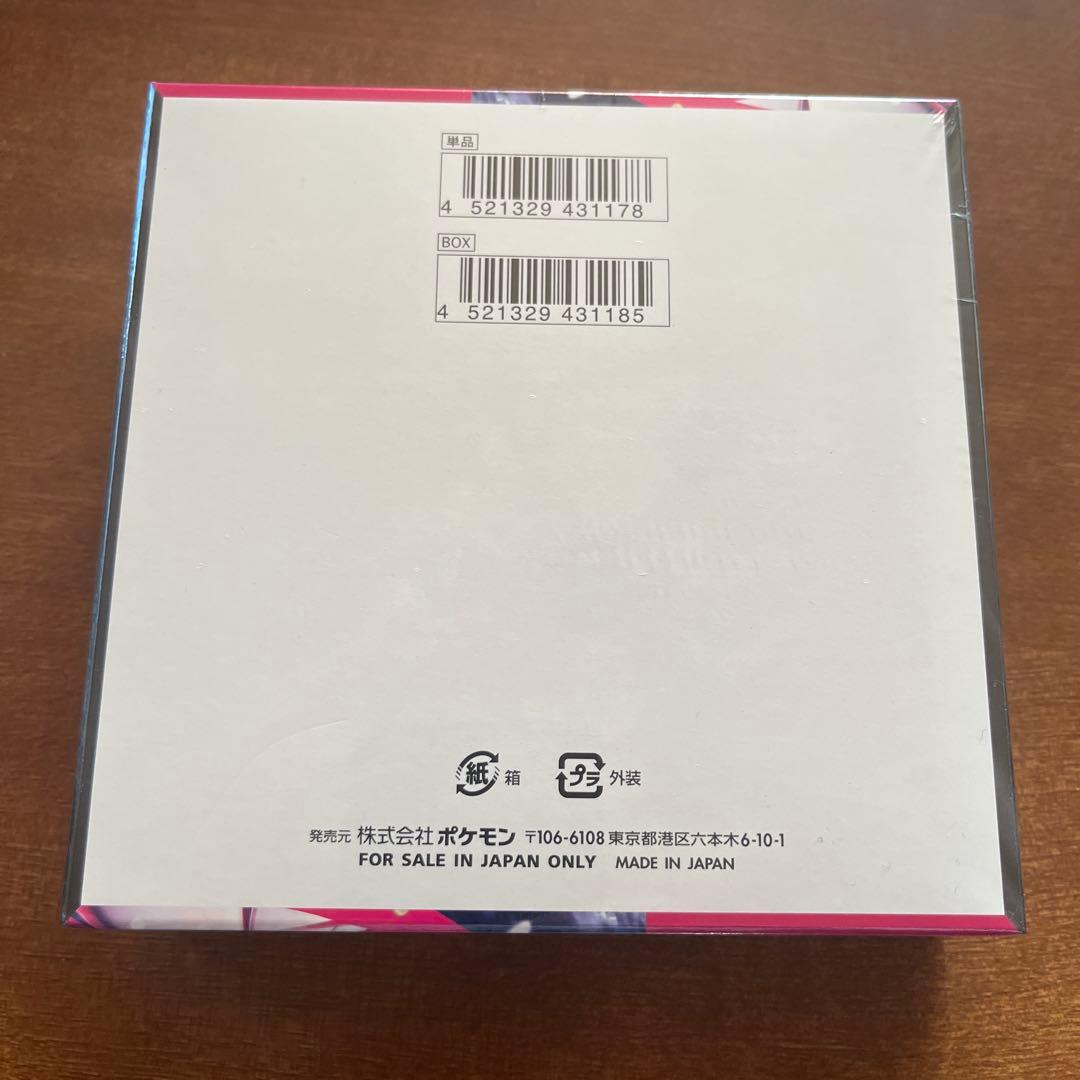 単品
4 521329 431178
BOX
4 521329 431185
紙 箱 プラ 外装
発売元 株式会社 ポケモン 〒106-6108 東京都港区六本木6-10-1
FOR SALE IN JAPAN ONLY MADE IN JAPAN